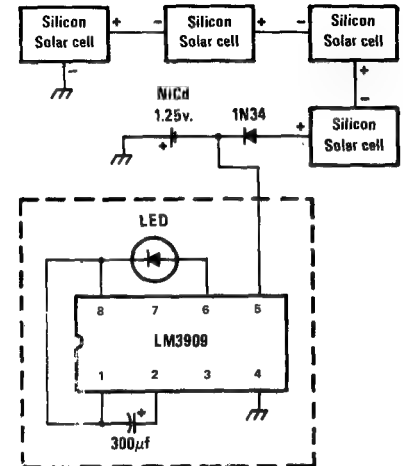 Silicon
Solar cell
+ −
Silicon
Solar cell
+ −
Silicon
Solar cell
−
+
−
NiCd
1.25v.
1N34
+
+
Silicon
Solar cell
LED
8 7 6 5
LM3909
1 2 3 4
+
300µf